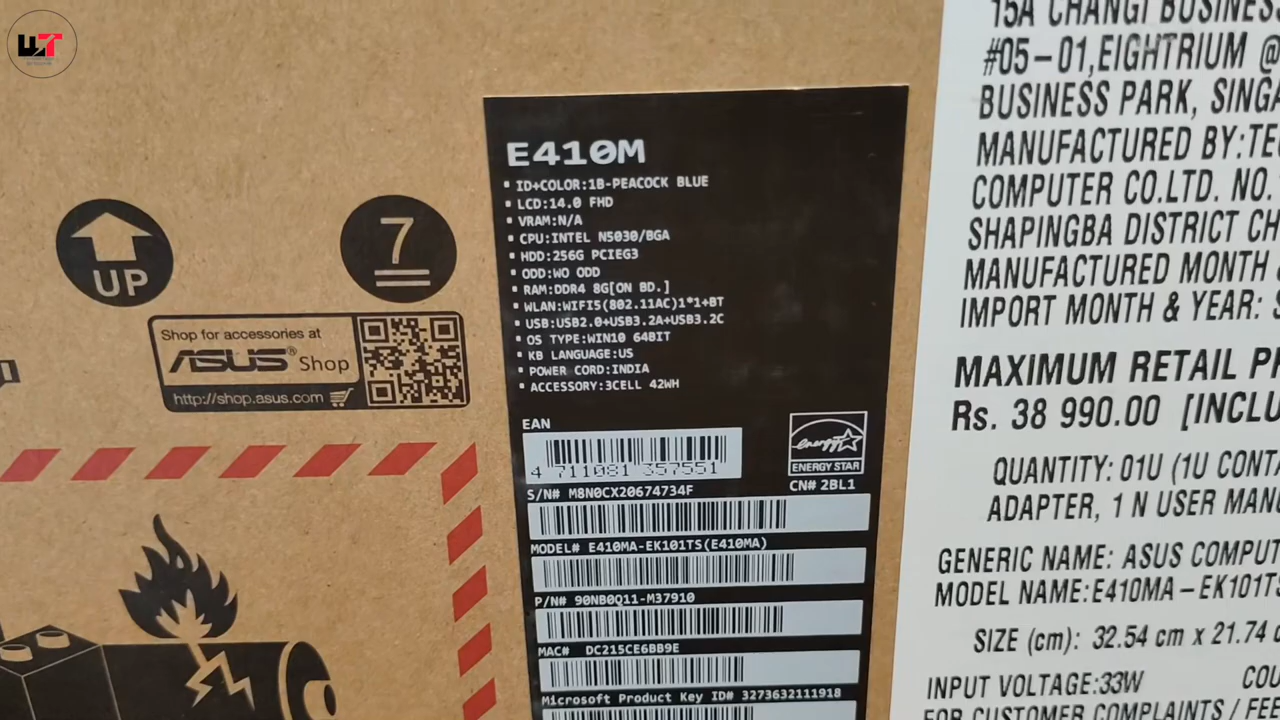 UT
UP
7
Shop for accessories at
ASUS® Shop
http://shop.asus.com
E410M
ID+COLOR:1B-PEACOCK BLUE
LCD:14.0 FHD
VRAM:N/A
CPU:INTEL N5030/BGA
HDD:256G PCIEG3
ODD:WO ODD
RAM:DDR4 8G[ON BD.]
WLAN:WIFI5(802.11AC)1*1+BT
USB:USB2.0+USB3.2A+USB3.2C
OS TYPE:WIN10 64BIT
KB LANGUAGE:US
POWER CORD:INDIA
ACCESSORY:3CELL 42WH
EAN
4 711081 357551
energy
ENERGY STAR
CN# 2BL1
S/N# M8N0CX20674734F
MODEL# E410MA-EK101TS(E410MA)
P/N# 90NB0Q11-M37910
MAC# DC215CE6BB9E
Microsoft Product Key ID# 3273632111918
15A CHANGI BUSINESS
#05-01,EIGHTRIUM @
BUSINESS PARK, SINGA
MANUFACTURED BY:TEC
COMPUTER CO.LTD. NO.
SHAPINGBA DISTRICT CH
MANUFACTURED MONTH &
IMPORT MONTH & YEAR:
MAXIMUM RETAIL PR
Rs. 38 990.00 [INCLU
QUANTITY: 01U (1U CONTA
ADAPTER, 1 N USER MANU
GENERIC NAME: ASUS COMPUT
MODEL NAME:E410MA-EK101TS
SIZE (cm): 32.54 cm x 21.74 c
INPUT VOLTAGE:33W COU
FOR CUSTOMER COMPLAINTS / FEE